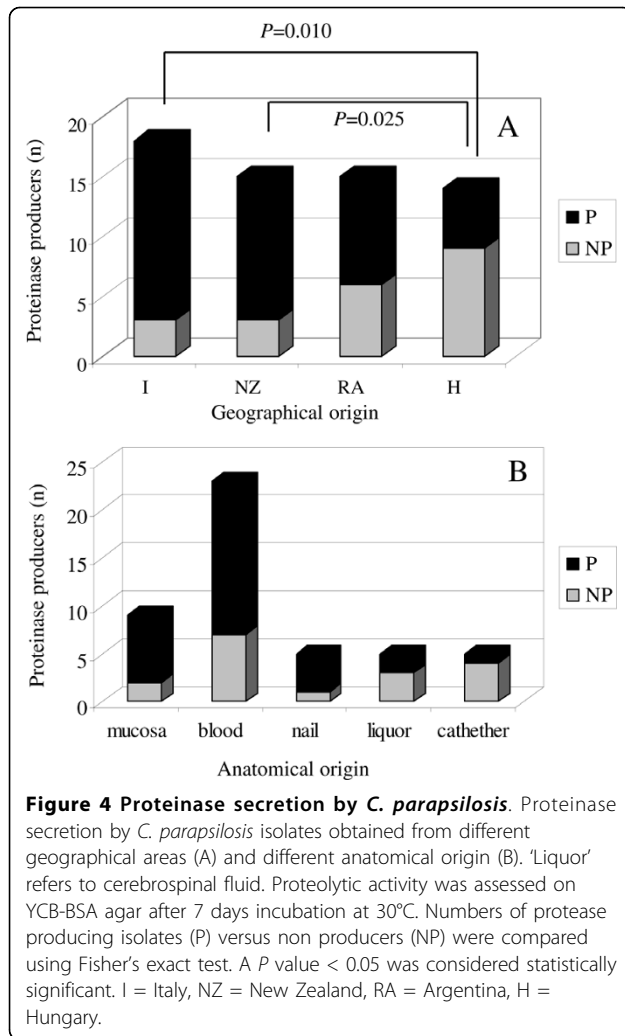 P=0.010
P=0.025
A
20
15
10
5
0
Proteinase producers (n)
P
NP
I NZ RA H
Geographical origin
B
25
20
15
10
5
0
Proteinase producers (n)
P
NP
mucosa blood nail liquor cathether
Anatomical origin
Figure 4 Proteinase secretion by C. parapsilosis. Proteinase
secretion by C. parapsilosis isolates obtained from different
geographical areas (A) and different anatomical origin (B). 'Liquor'
refers to cerebrospinal fluid. Proteolytic activity was assessed on
YCB-BSA agar after 7 days incubation at 30°C. Numbers of protease
producing isolates (P) versus non producers (NP) were compared
using Fisher's exact test. A P value < 0.05 was considered statistically
significant. I = Italy, NZ = New Zealand, RA = Argentina, H =
Hungary.